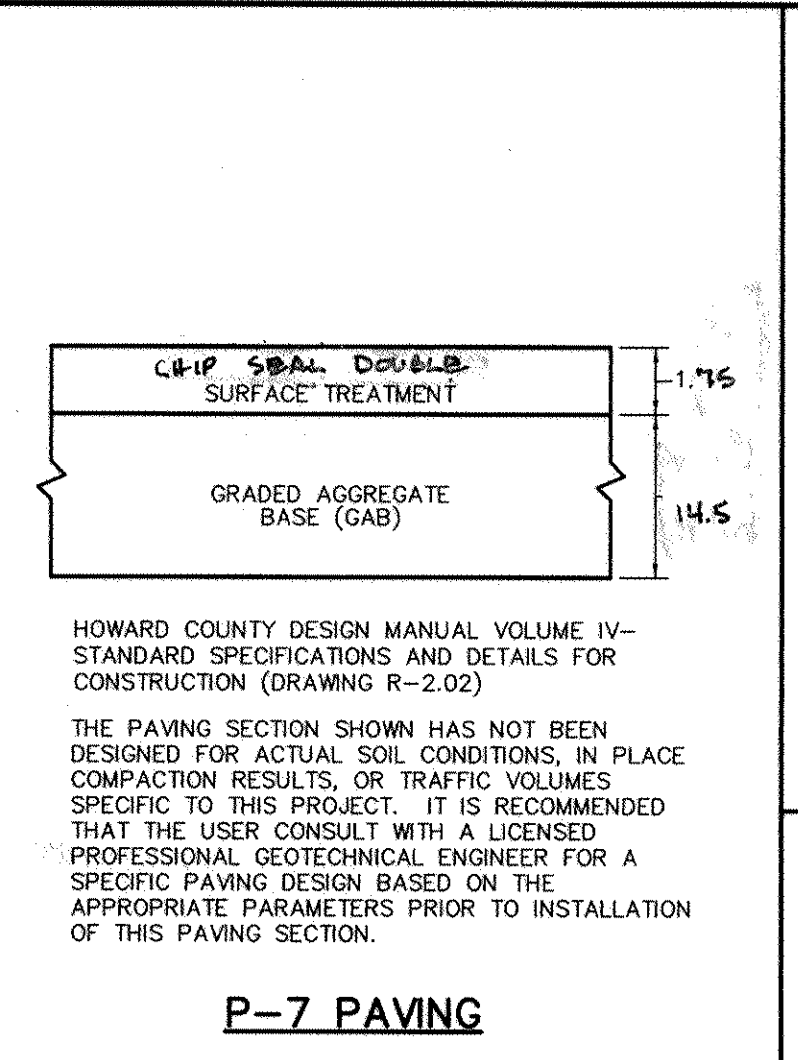 CHIP SEAL DOUBLE
SURFACE TREATMENT
1.75
GRADED AGGREGATE
BASE (GAB)
14.5
HOWARD COUNTY DESIGN MANUAL VOLUME IV–
STANDARD SPECIFICATIONS AND DETAILS FOR
CONSTRUCTION (DRAWING R–2.02)
THE PAVING SECTION SHOWN HAS NOT BEEN
DESIGNED FOR ACTUAL SOIL CONDITIONS, IN PLACE
COMPACTION RESULTS, OR TRAFFIC VOLUMES
SPECIFIC TO THIS PROJECT. IT IS RECOMMENDED
THAT THE USER CONSULT WITH A LICENSED
PROFESSIONAL GEOTECHNICAL ENGINEER FOR A
SPECIFIC PAVING DESIGN BASED ON THE
APPROPRIATE PARAMETERS PRIOR TO INSTALLATION
OF THIS PAVING SECTION.
P–7 PAVING